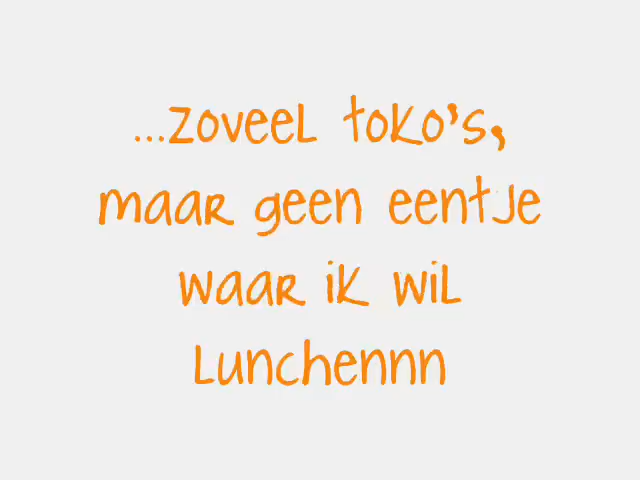 ...zoveel toko's,
maar geen eentje
waar ik wil
Lunchennn